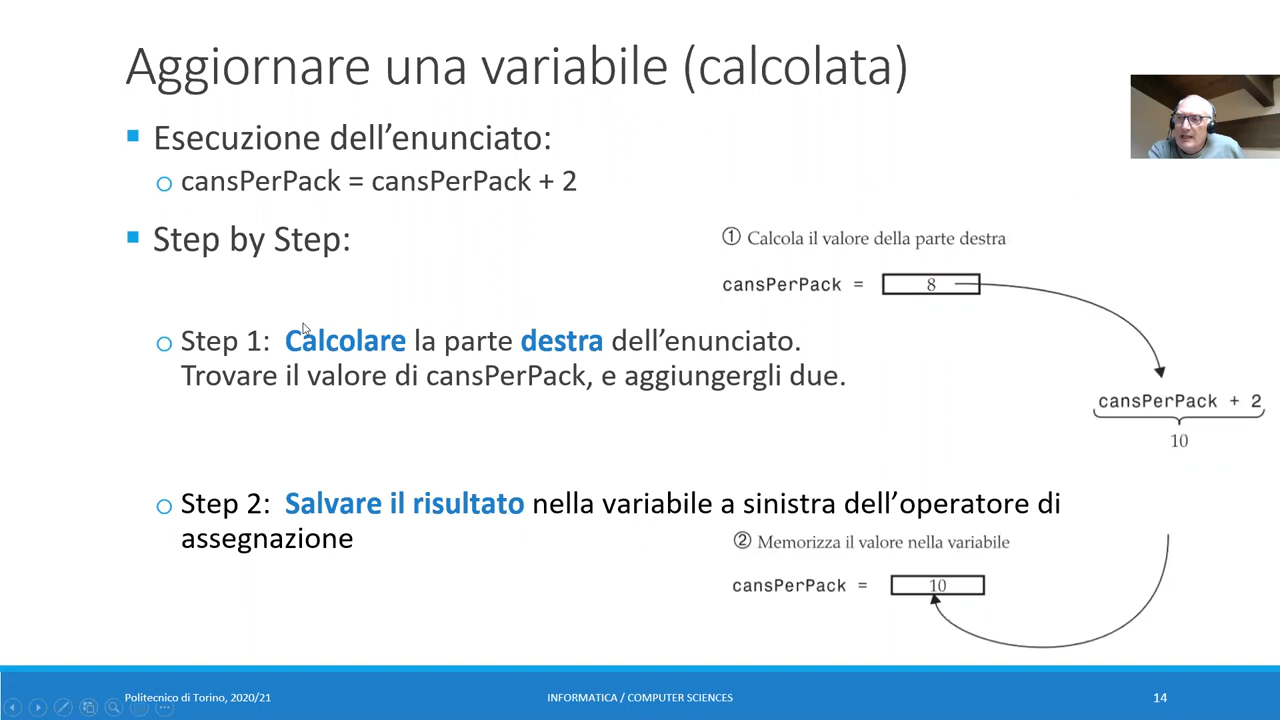 Aggiornare una variabile (calcolata)
Esecuzione dell’enunciato:
cansPerPack = cansPerPack + 2
Step by Step:
① Calcola il valore della parte destra
cansPerPack = 8
Step 1: Calcolare la parte destra dell’enunciato.
Trovare il valore di cansPerPack, e aggiungergli due.
cansPerPack + 2
10
Step 2: Salvare il risultato nella variabile a sinistra dell’operatore di
assegnazione
② Memorizza il valore nella variabile
cansPerPack = 10
Politecnico di Torino, 2020/21
INFORMATICA / COMPUTER SCIENCES
14